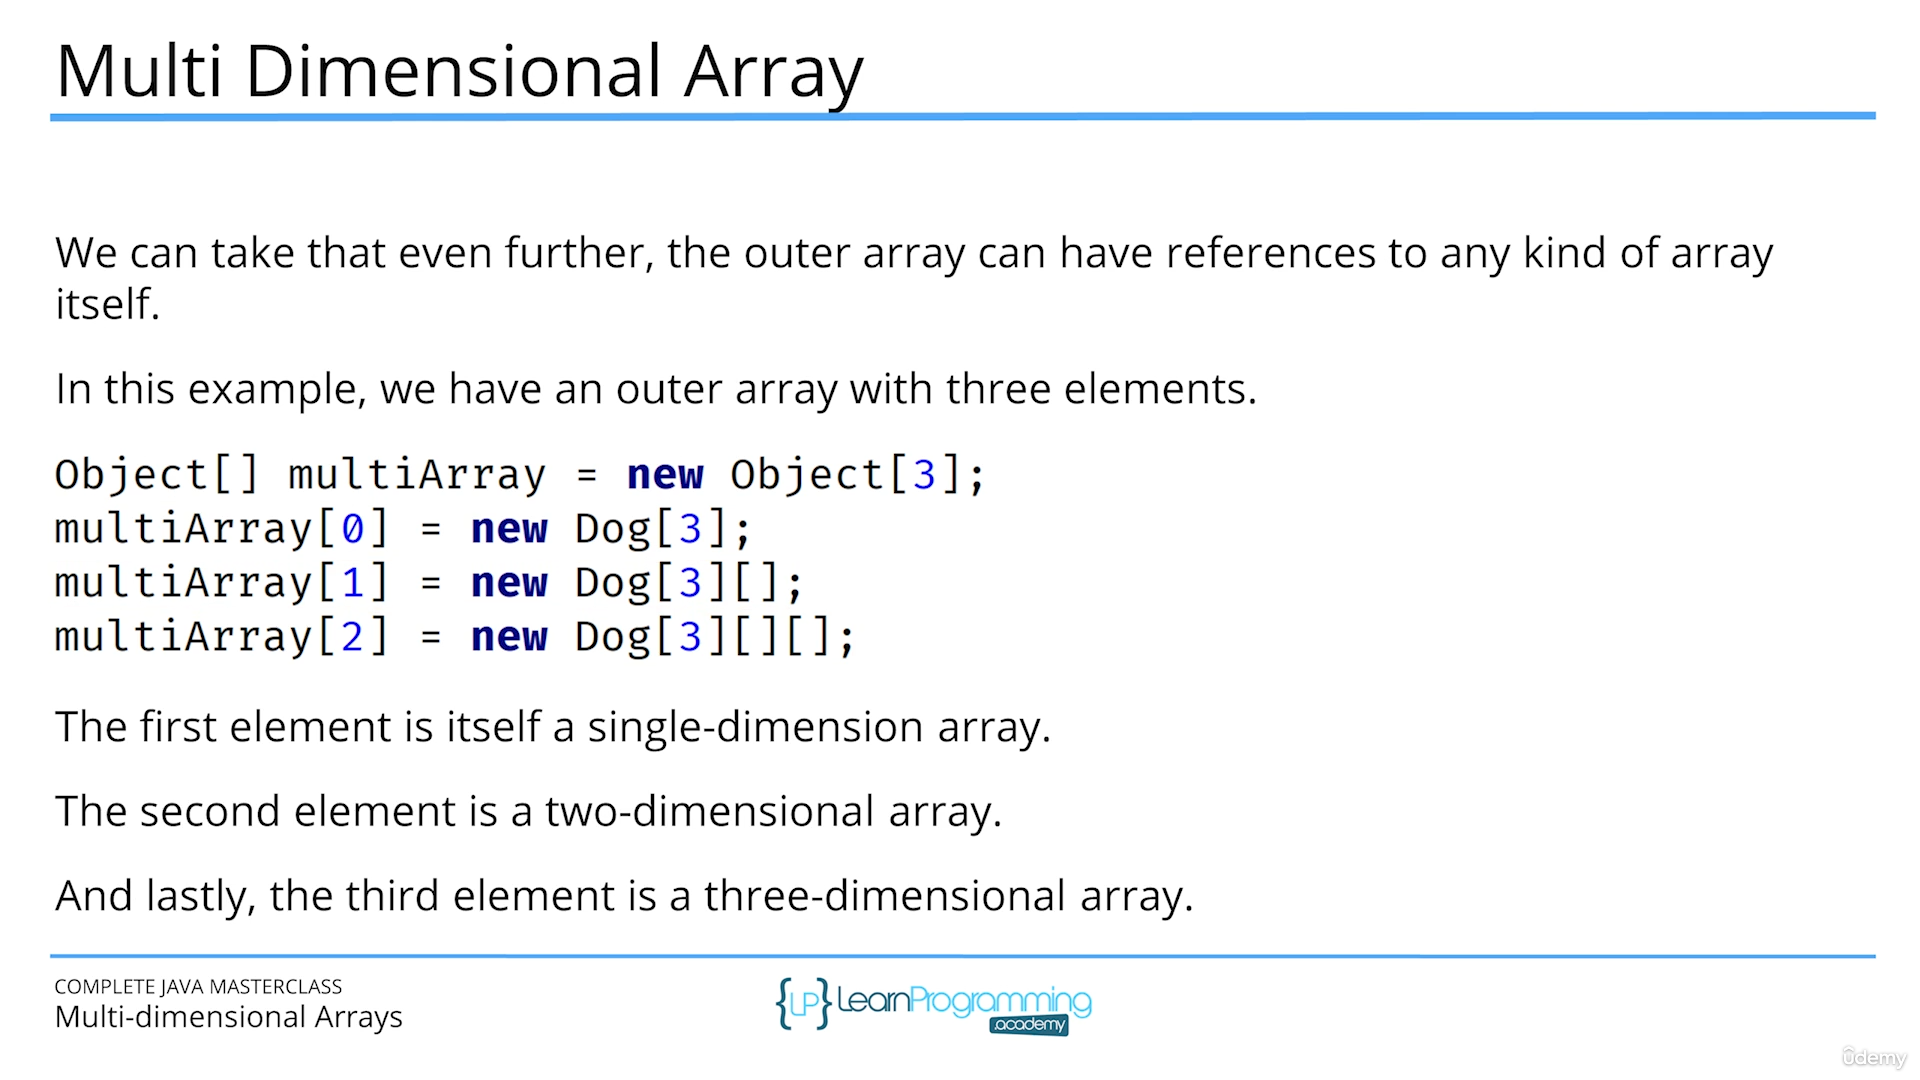 Multi Dimensional Array
We can take that even further, the outer array can have references to any kind of array
itself.
In this example, we have an outer array with three elements.
Object[] multiArray = new Object[3];
multiArray[0] = new Dog[3];
multiArray[1] = new Dog[3][];
multiArray[2] = new Dog[3][][];
The first element is itself a single-dimension array.
The second element is a two-dimensional array.
And lastly, the third element is a three-dimensional array.
COMPLETE JAVA MASTERCLASS
Multi-dimensional Arrays
{LP} LearnProgramming
.academy
ûdemy